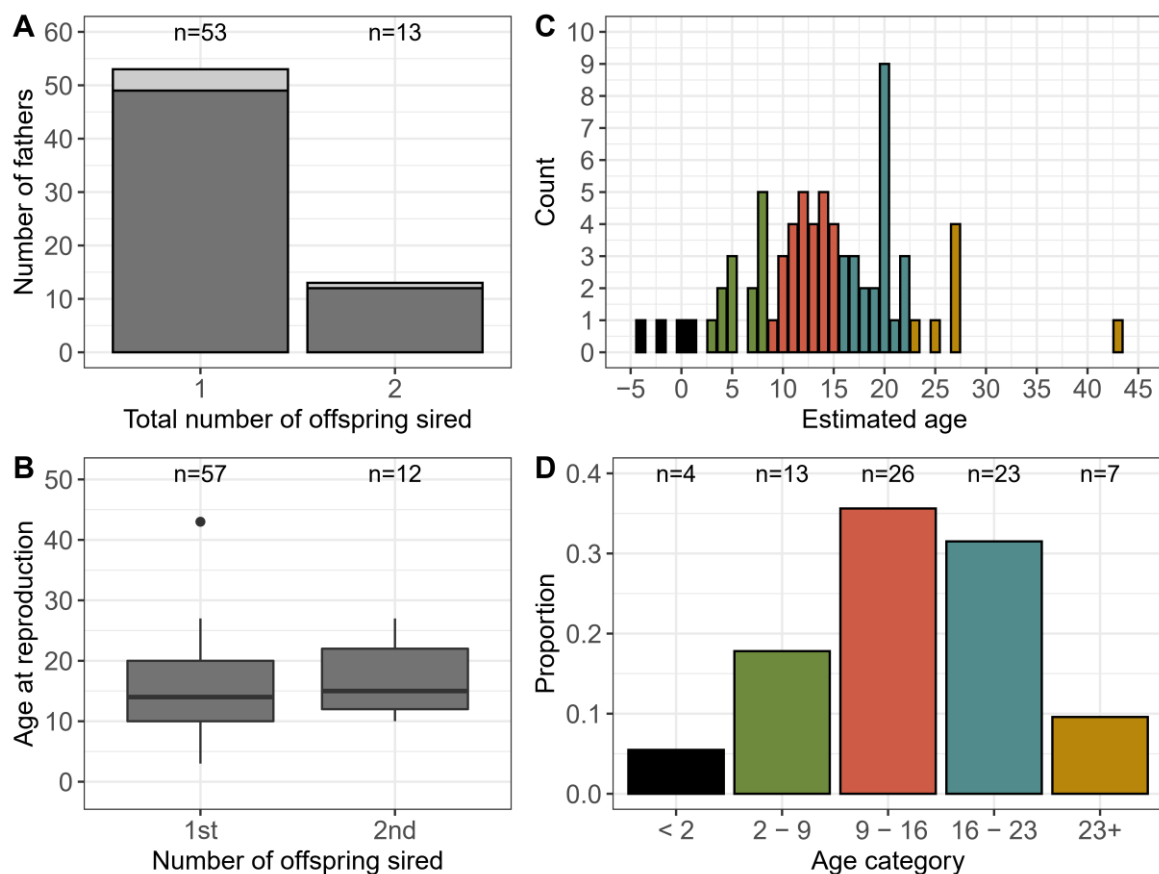 A
n=53 n=13
60
50
40
30
20
10
0
Number of fathers
1 2
Total number of offspring sired
B
n=57 n=12
50
40
30
20
10
0
Age at reproduction
1st 2nd
Number of offspring sired
C
10
9
8
7
6
5
4
3
2
1
0
Count
−5 0 5 10 15 20 25 30 35 40 45
Estimated age
D
n=4 n=13 n=26 n=23 n=7
0.4
0.3
0.2
0.1
0.0
Proportion
< 2 2 − 9 9 − 16 16 − 23 23+
Age category